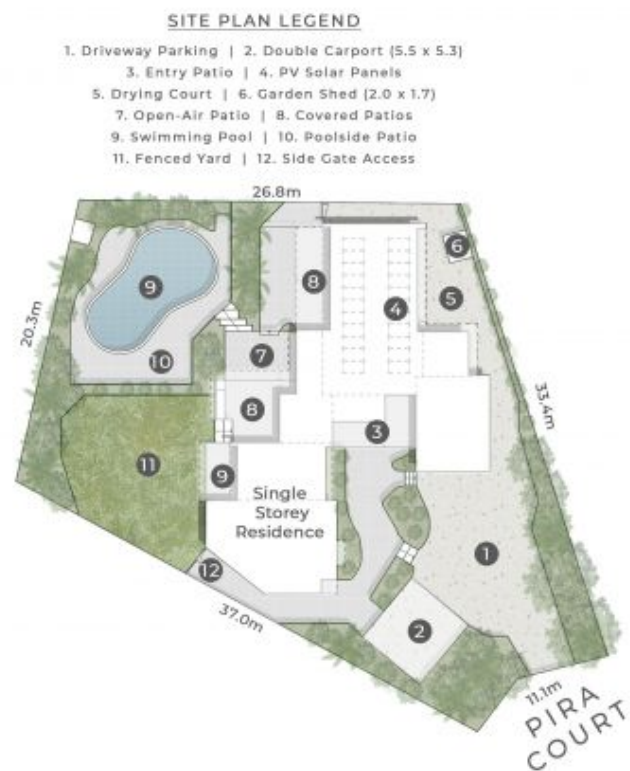 SITE PLAN LEGEND
1. Driveway Parking | 2. Double Carport (5.5 x 5.3)
3. Entry Patio | 4. PV Solar Panels
5. Drying Court | 6. Garden Shed (2.0 x 1.7)
7. Open-Air Patio | 8. Covered Patios
9. Swimming Pool | 10. Poolside Patio
11. Fenced Yard | 12. Side Gate Access
26.8m
6
9
8
4
5
20.3m
7
10
33.4m
8
3
11
9
Single
Storey
Residence
1
12
37.0m
2
11.1m
PIRA
COURT